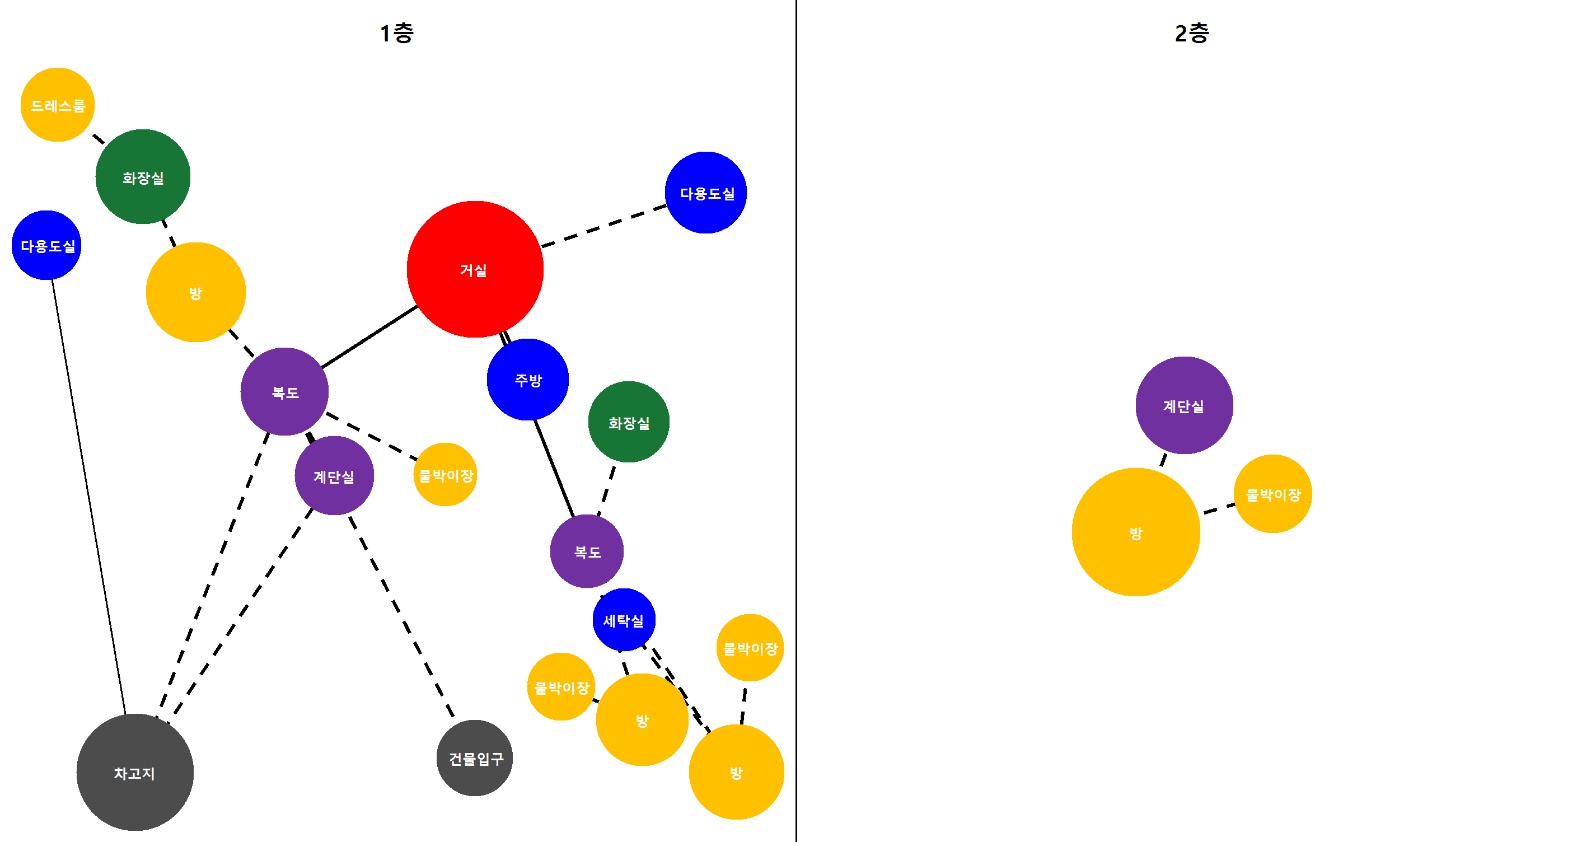 1층
드레스룸
화장실
다용도실
방
거실
다용도실
복도
주방
화장실
계단실
붙박이장
복도
세탁실
붙박이장
방
붙박이장
방
차고지
건물입구
2층
계단실
붙박이장
방